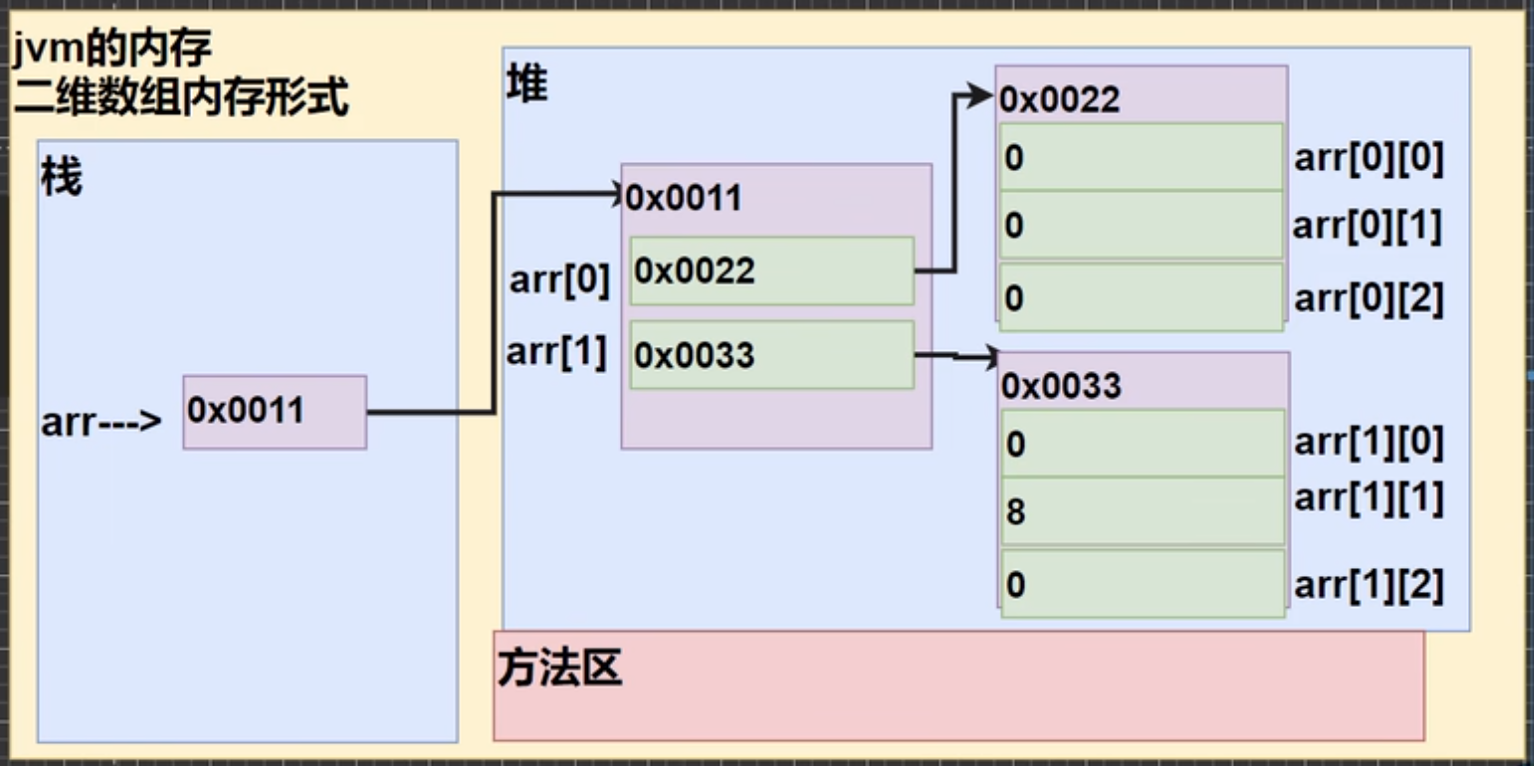 jvm的内存
二维数组内存形式
栈
arr--->
0x0011
堆
0x0011
arr[0]
0x0022
arr[1]
0x0033
0x0022
0
arr[0][0]
0
arr[0][1]
0
arr[0][2]
0x0033
0
arr[1][0]
8
arr[1][1]
0
arr[1][2]
方法区